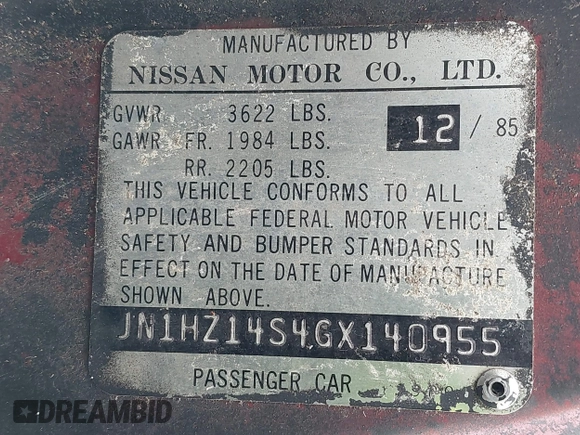 MANUFACTURED BY
NISSAN MOTOR CO., LTD.
GVWR 3622 LBS. 12 / 85
GAWR FR. 1984 LBS.
RR. 2205 LBS.
THIS VEHICLE CONFORMS TO ALL
APPLICABLE FEDERAL MOTOR VEHICLE
SAFETY AND BUMPER STANDARDS IN
EFFECT ON THE DATE OF MANUFACTURE
SHOWN ABOVE.
JN1HZ14S4GX140955
PASSENGER CAR
DREAMBID